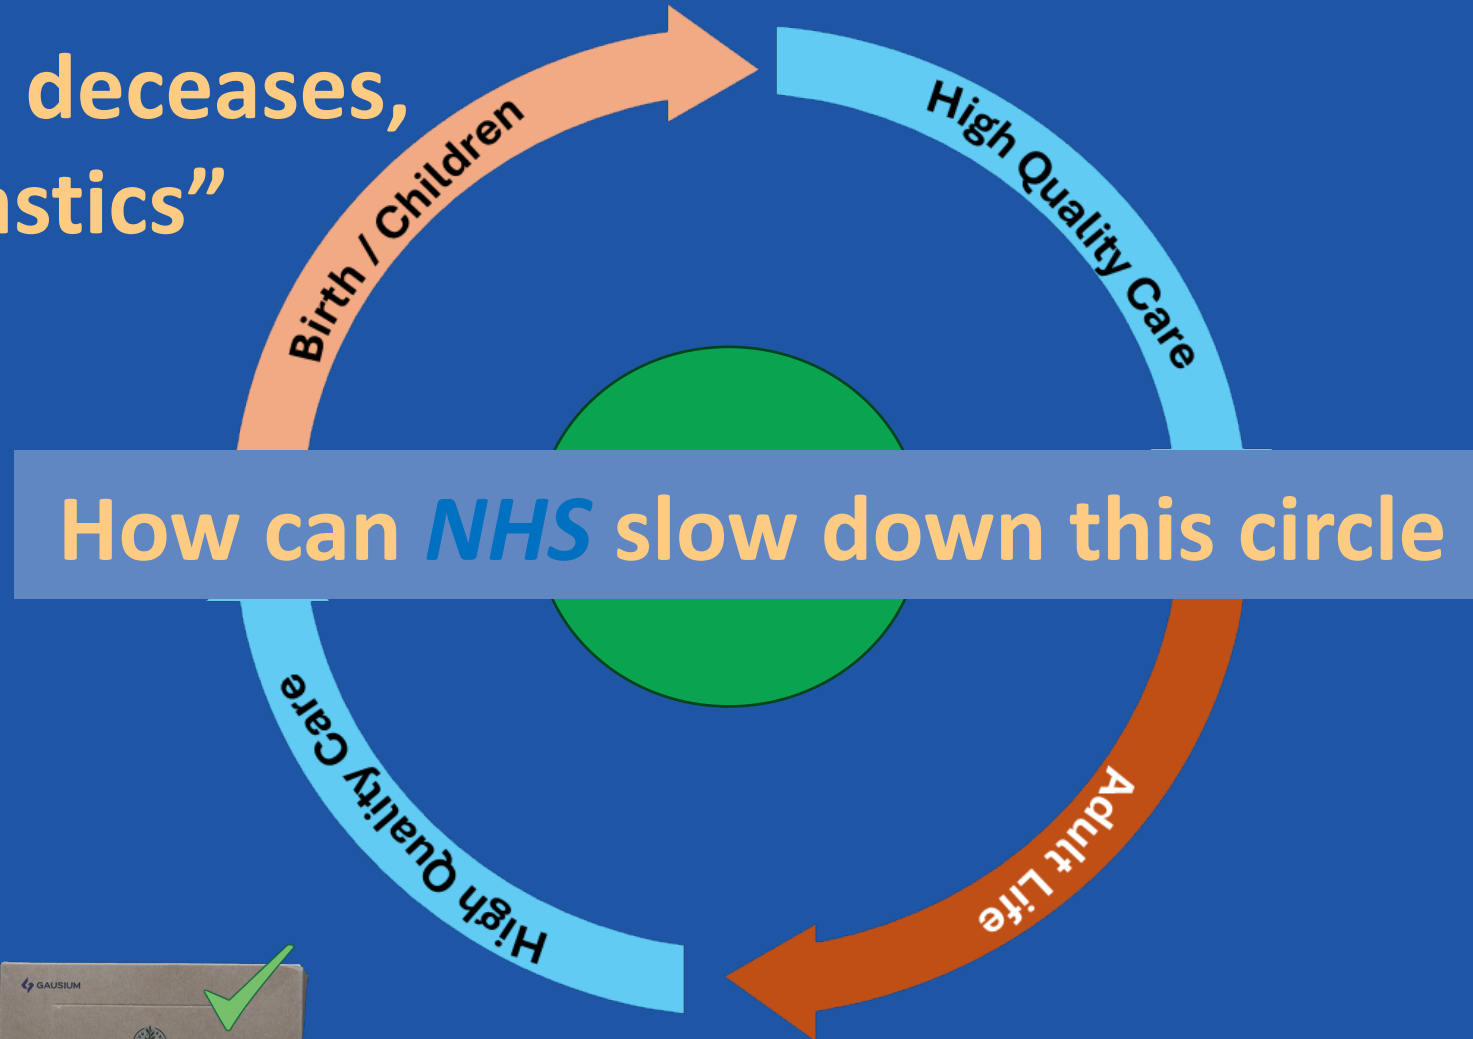 deceases,
astics”
Birth / Children
High Quality Care
How can NHS slow down this circle
High Quality Care
Adult Life
GAUSIUM